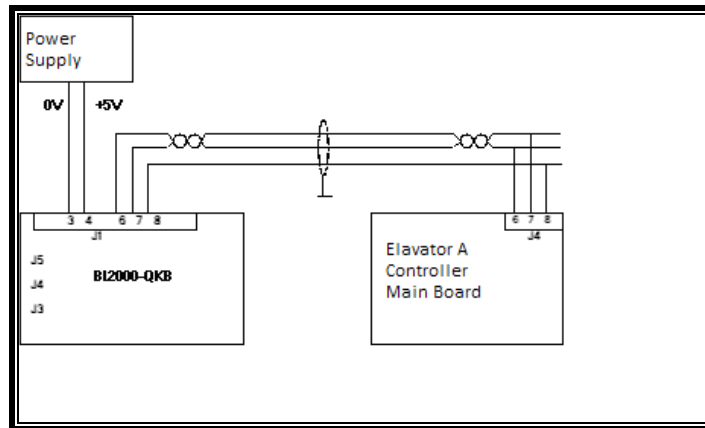 Power
Supply
0V +5V
3 4 6 7 8
J1
J5
J4
J3
BL2000-QKB
6 7 8
J4
Elavator A
Controller
Main Board